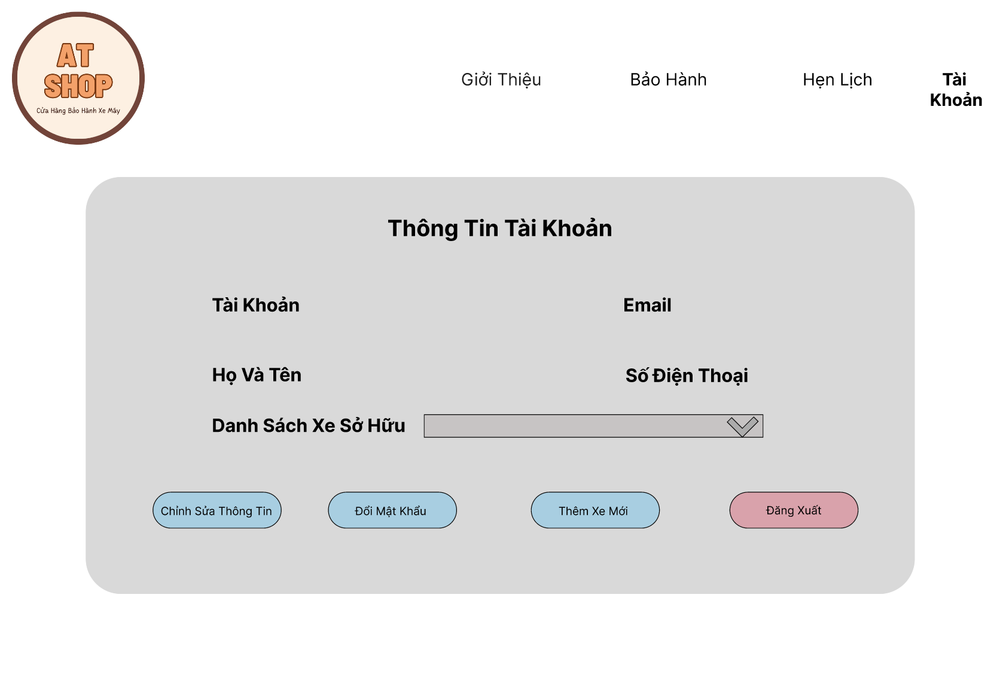 AT
SHOP
Cửa Hàng Bảo Hành Xe Máy
Giới Thiệu
Bảo Hành
Hẹn Lịch
Tài
Khoản
Thông Tin Tài Khoản
Tài Khoản
Email
Họ Và Tên
Số Điện Thoại
Danh Sách Xe Sở Hữu
Chỉnh Sửa Thông Tin
Đổi Mật Khẩu
Thêm Xe Mới
Đăng Xuất